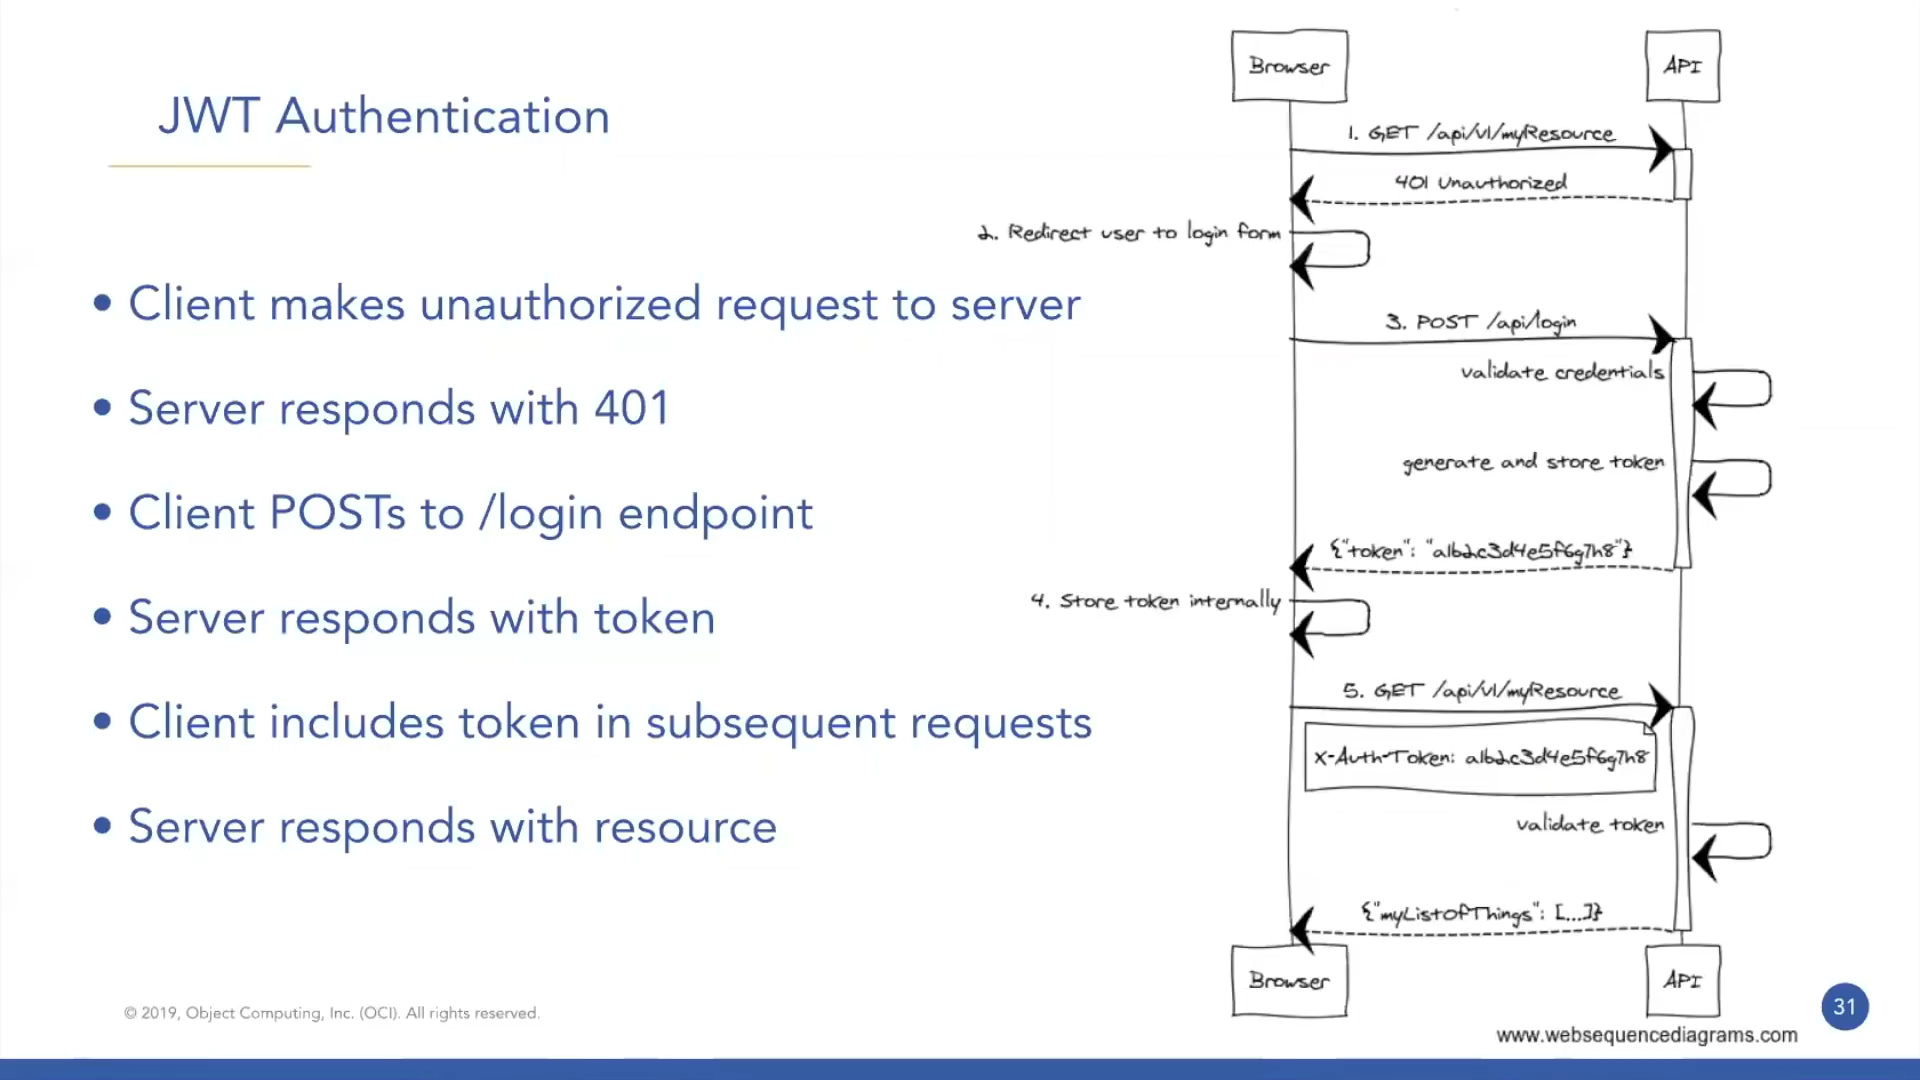 JWT Authentication
• Client makes unauthorized request to server
• Server responds with 401
• Client POSTs to /login endpoint
• Server responds with token
• Client includes token in subsequent requests
• Server responds with resource
Browser
API
1. GET /api/v1/myResource
401 Unauthorized
2. Redirect user to login form
3. POST /api/login
validate credentials
generate and store token
{"token": "a1b2c3d4e5f6g7h8"}
4. Store token internally
5. GET /api/v1/myResource
X-Auth-Token: a1b2c3d4e5f6g7h8
validate token
{"myListOfThings": [...]}
Browser
API
© 2019, Object Computing, Inc. (OCI). All rights reserved.
31
www.websequencediagrams.com